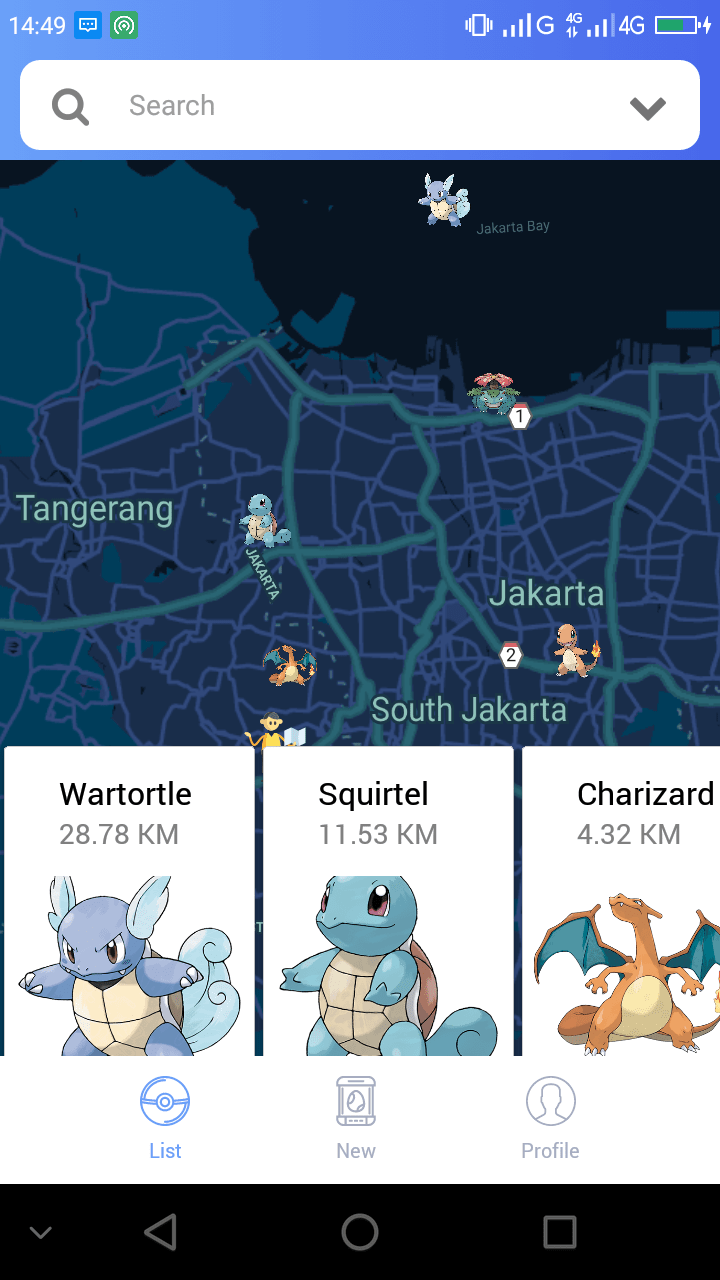 14:49
G 4G 4G
Search
Jakarta Bay
1
Tangerang
JAKARTA
Jakarta
2
South Jakarta
Wartortle
28.78 KM
Squirtel
11.53 KM
Charizard
4.32 KM
List
New
Profile